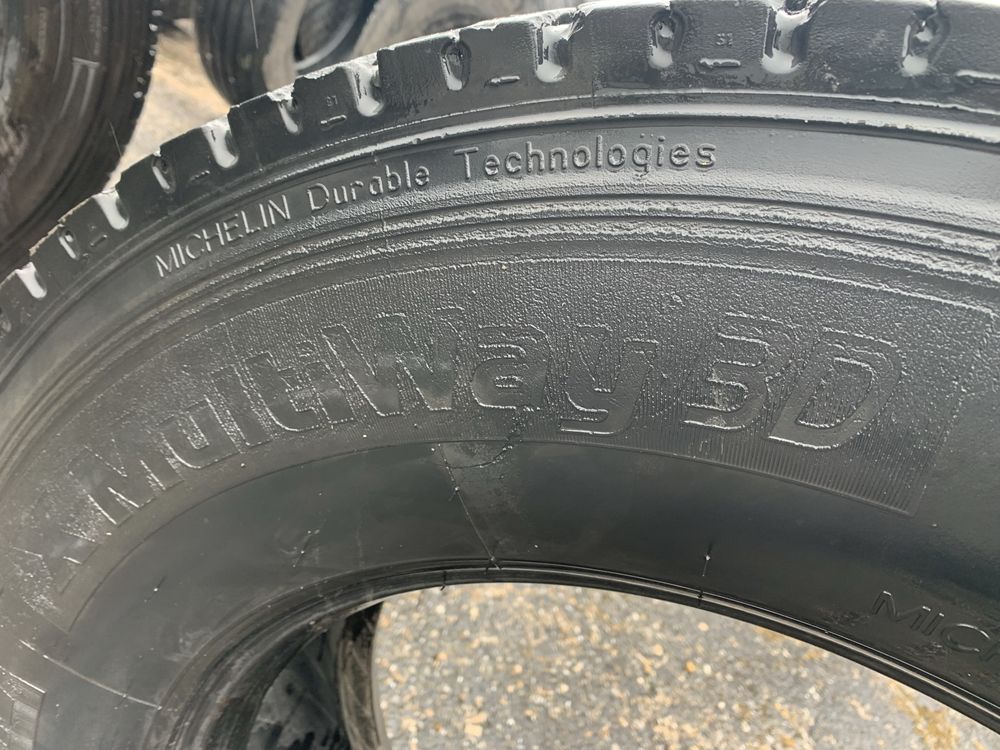 MICHELIN Durable Technologies
MultiWay 3D